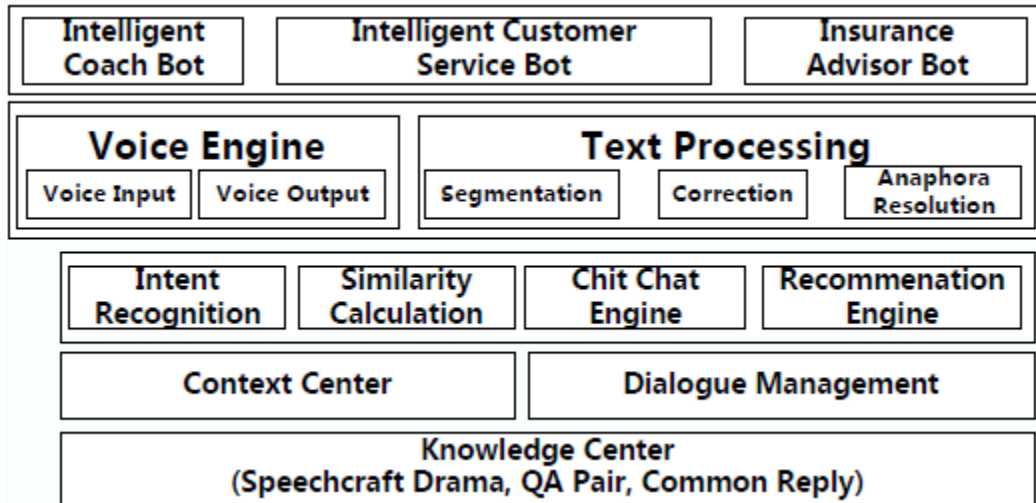 Intelligent
Coach Bot
Intelligent Customer
Service Bot
Insurance
Advisor Bot
Voice Engine
Voice Input
Voice Output
Text Processing
Segmentation
Correction
Anaphora
Resolution
Intent
Recognition
Similarity
Calculation
Chit Chat
Engine
Recommenation
Engine
Context Center
Dialogue Management
Knowledge Center
(Speechcraft Drama, QA Pair, Common Reply)